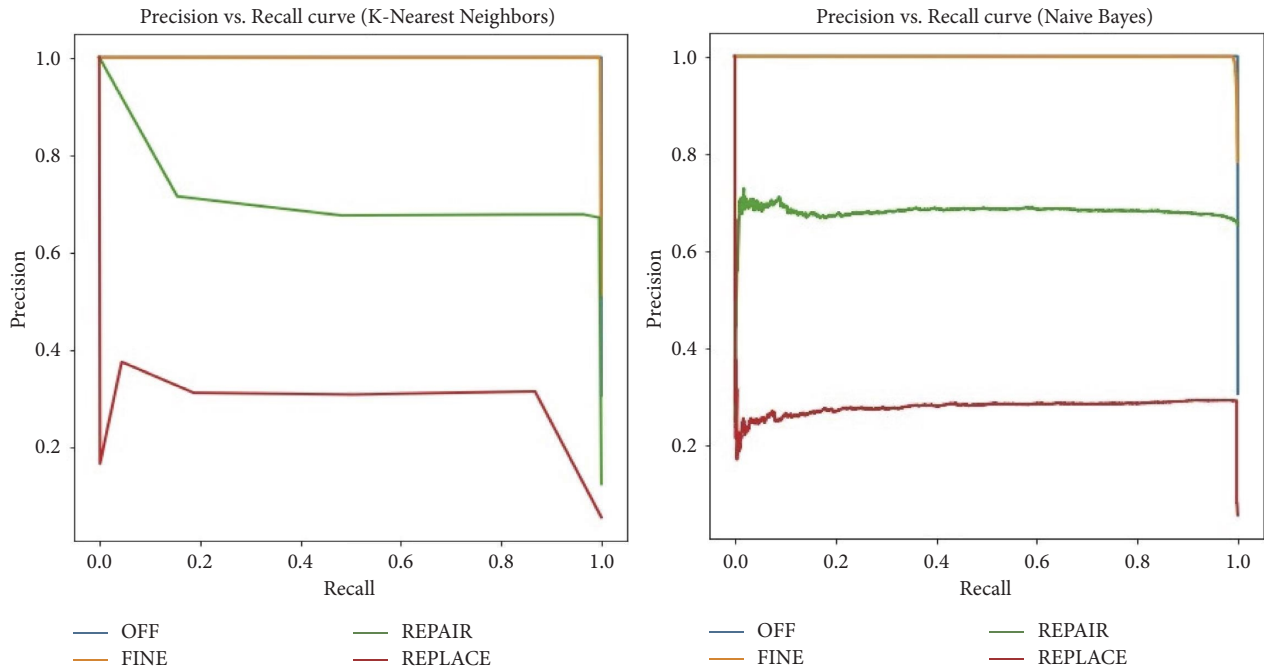 Precision vs. Recall curve (K-Nearest Neighbors)
1.0
0.8
0.6
0.4
0.2
Precision
0.0
0.2
0.4
0.6
0.8
1.0
Recall
OFF
FINE
REPAIR
REPLACE
Precision vs. Recall curve (Naive Bayes)
1.0
0.8
0.6
0.4
0.2
Precision
0.0
0.2
0.4
0.6
0.8
1.0
Recall
OFF
FINE
REPAIR
REPLACE